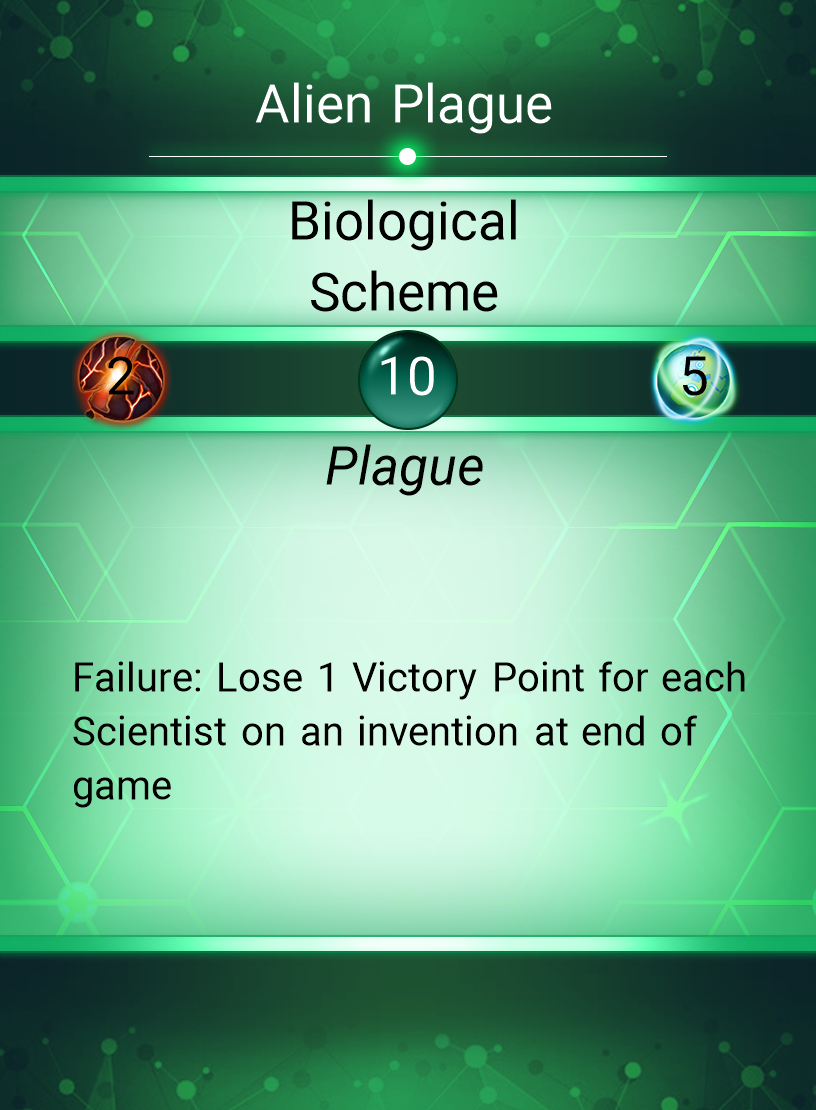 Alien Plague
Biological
Scheme
2 10 5
Plague
Failure: Lose 1 Victory Point for each
Scientist on an invention at end of
game